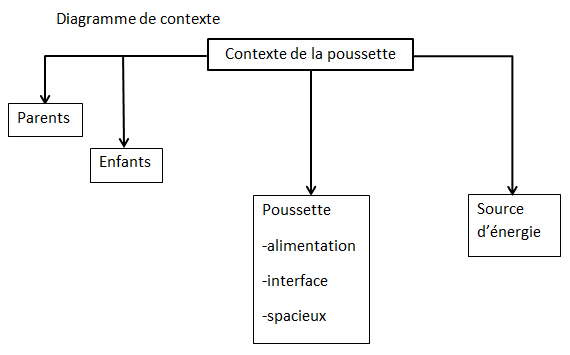 Diagramme de contexte
Contexte de la poussette
Parents
Enfants
Poussette
-alimentation
-interface
-spacieux
Source
d’énergie